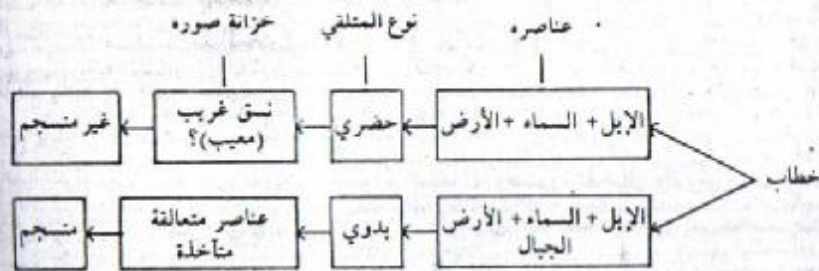 عناصره نوع المتلقي خزانة صوره
الإبل + السماء + الأرض حضري نسق غريب (معيب)؟ غير منسجم
خطاب
الإبل + السماء + الأرض الجبال بدوي عناصر متعالقة متآخذة منسجم